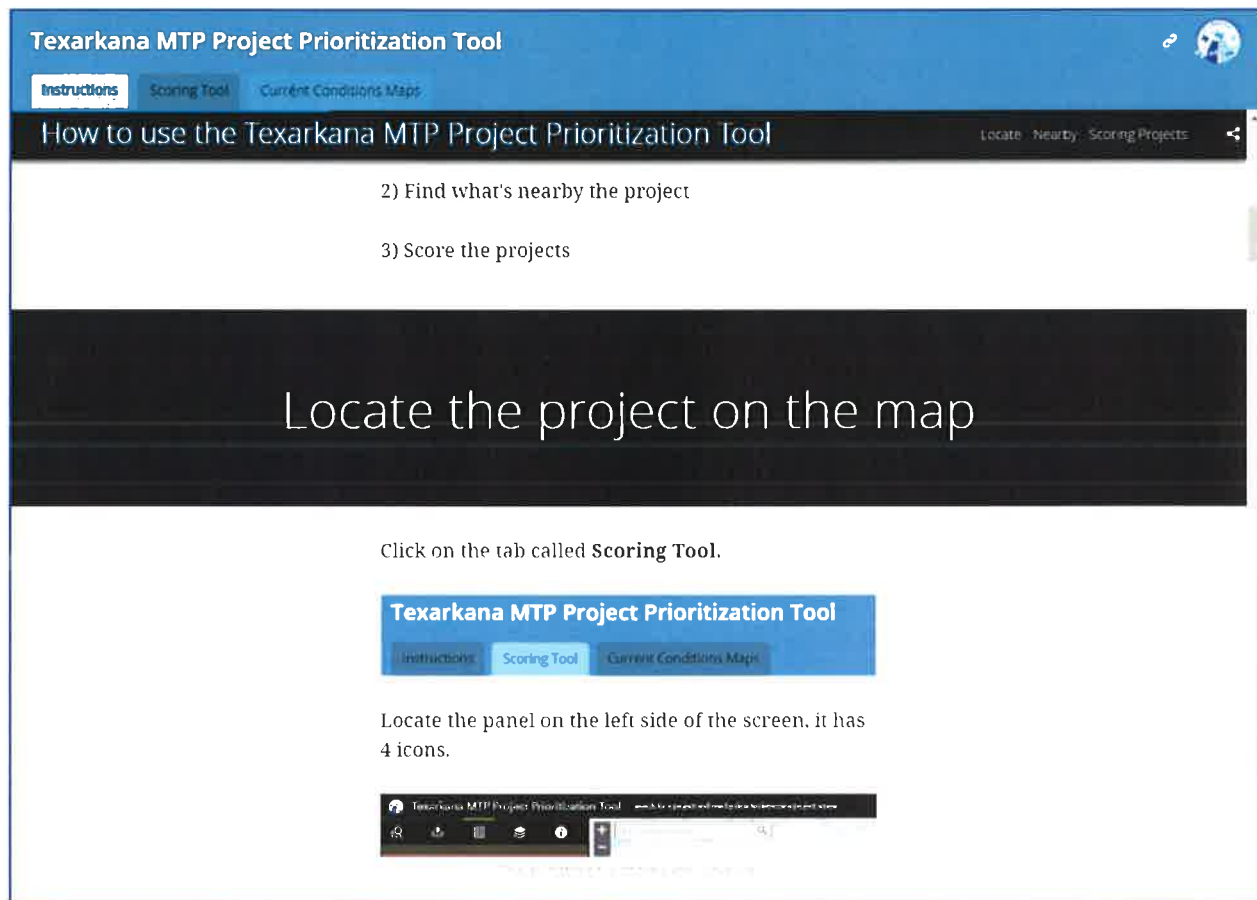 Texarkana MTP Project Prioritization Tool
Instructions Scoring Tool Current Conditions Maps
How to use the Texarkana MTP Project Prioritization Tool Locate Nearby Scoring Projects
2) Find what's nearby the project
3) Score the projects
Locate the project on the map
Click on the tab called Scoring Tool.
Texarkana MTP Project Prioritization Tool
Instructions Scoring Tool Current Conditions Maps
Locate the panel on the left side of the screen, it has
4 icons.
Texarkana MTP Project Prioritization Tool